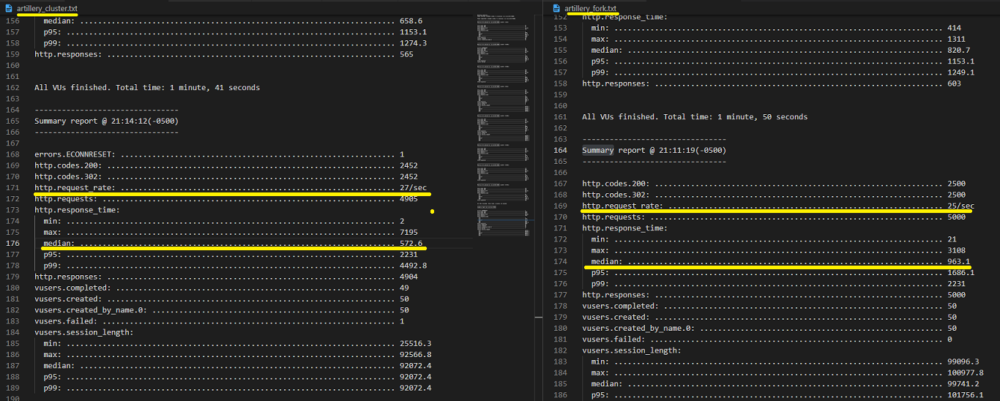 artillery_cluster.txt
156 median: ........................................................................ 658.6
157 p95: ........................................................................... 1153.1
158 p99: ........................................................................... 1274.3
159 http.responses: ................................................................ 565
160
161
162 All VUs finished. Total time: 1 minute, 41 seconds
163
164 --------------------------------
165 Summary report @ 21:14:12(-0500)
166 --------------------------------
167
168 errors.ECONNRESET: ............................................................. 1
169 http.codes.200: ................................................................ 2452
170 http.codes.302: ................................................................ 2452
171 http.request_rate: ............................................................. 27/sec
172 http.requests: ................................................................. 4905
173 http.response_time:
174 min: ........................................................................... 2
175 max: ........................................................................... 7195
176 median: ........................................................................ 572.6
177 p95: ........................................................................... 2231
178 p99: ........................................................................... 4492.8
179 http.responses: ................................................................ 4904
180 vusers.completed: .............................................................. 49
181 vusers.created: ................................................................ 50
182 vusers.created_by_name.0: ...................................................... 50
183 vusers.failed: ................................................................. 1
184 vusers.session_length:
185 min: ........................................................................... 25516.3
186 max: ........................................................................... 92566.8
187 median: ........................................................................ 92072.4
188 p95: ........................................................................... 92072.4
189 p99: ........................................................................... 92072.4
190
artillery_fork.txt
152 http.response_time:
153 min: ........................................................................... 414
154 max: ........................................................................... 1311
155 median: ........................................................................ 820.7
156 p95: ........................................................................... 1153.1
157 p99: ........................................................................... 1249.1
158 http.responses: ................................................................ 603
159
160
161 All VUs finished. Total time: 1 minute, 50 seconds
162
163 --------------------------------
164 Summary report @ 21:11:19(-0500)
165 --------------------------------
166
167 http.codes.200: ................................................................ 2500
168 http.codes.302: ................................................................ 2500
169 http.request_rate: ............................................................. 25/sec
170 http.requests: ................................................................. 5000
171 http.response_time:
172 min: ........................................................................... 21
173 max: ........................................................................... 3108
174 median: ........................................................................ 963.1
175 p95: ........................................................................... 1686.1
176 p99: ........................................................................... 2231
177 http.responses: ................................................................ 5000
178 vusers.completed: .............................................................. 50
179 vusers.created: ................................................................ 50
180 vusers.created_by_name.0: ...................................................... 50
181 vusers.failed: ................................................................. 0
182 vusers.session_length:
183 min: ........................................................................... 99096.3
184 max: ........................................................................... 100977.8
185 median: ........................................................................ 99741.2
186 p95: ........................................................................... 101756.1